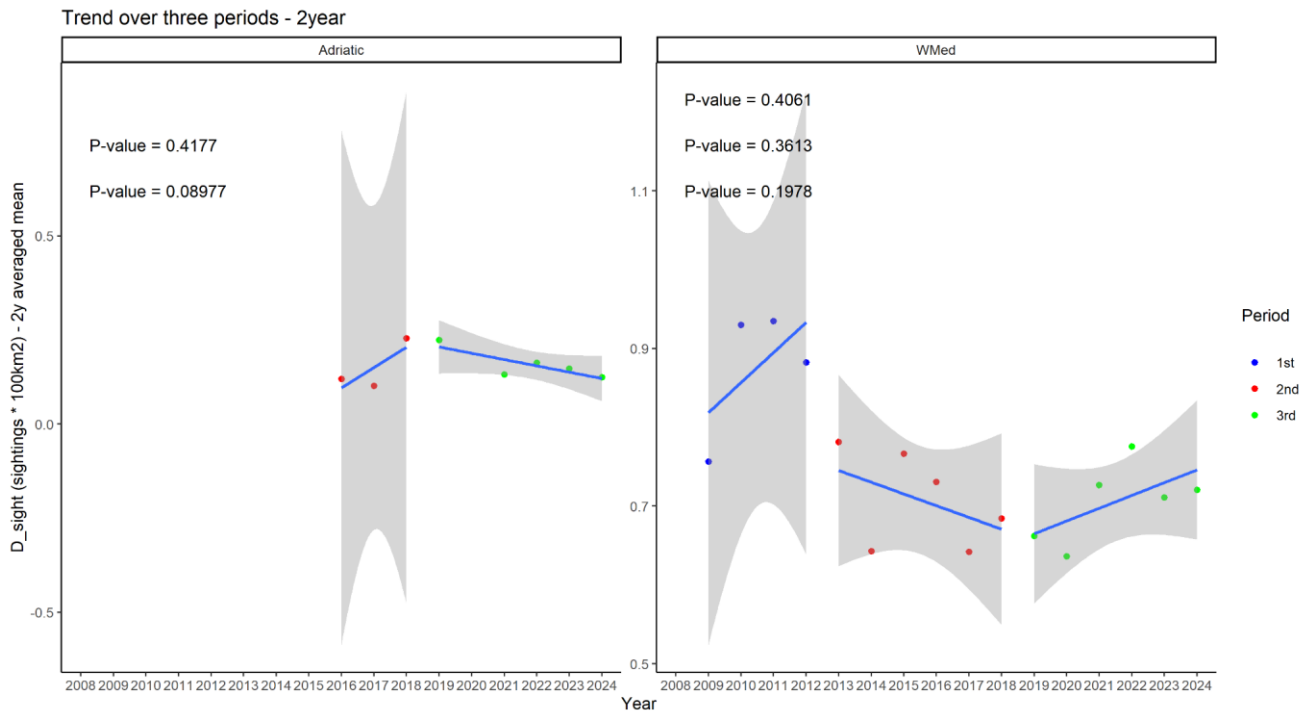 Trend over three periods - 2year
Adriatic
WMed
P-value = 0.4177
P-value = 0.08977
P-value = 0.4061
P-value = 0.3613
P-value = 0.1978
D_sight (sightings * 100km2) - 2y averaged mean
0.5
0.0
-0.5
1.1
0.9
0.7
0.5
2008 2009 2010 2011 2012 2013 2014 2015 2016 2017 2018 2019 2020 2021 2022 2023 2024
2008 2009 2010 2011 2012 2013 2014 2015 2016 2017 2018 2019 2020 2021 2022 2023 2024
Year
Period
1st
2nd
3rd